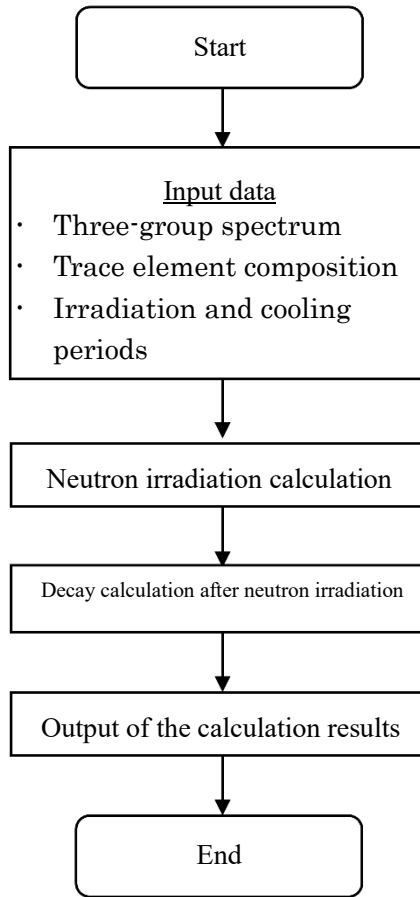 Start
Input data
· Three-group spectrum
· Trace element composition
· Irradiation and cooling
periods
Neutron irradiation calculation
Decay calculation after neutron irradiation
Output of the calculation results
End